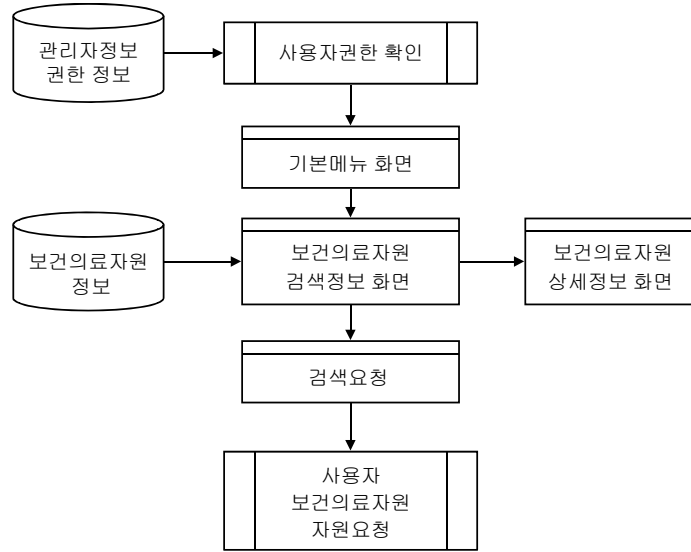 관리자정보
권한 정보
사용자권한 확인
기본메뉴 화면
보건의료자원
정보
보건의료자원
검색정보 화면
보건의료자원
상세정보 화면
검색요청
사용자
보건의료자원
자원요청